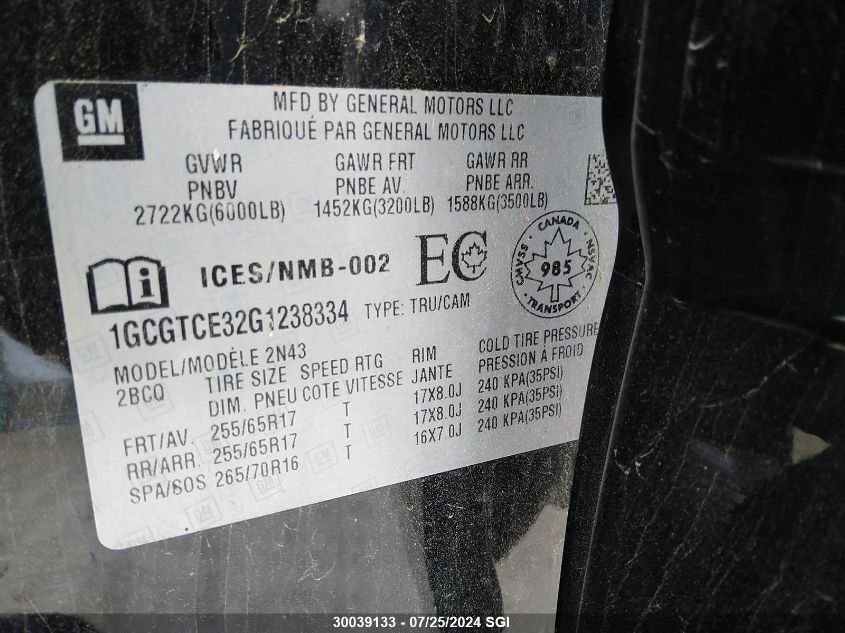 GM
MFD BY GENERAL MOTORS LLC
FABRIQUÉ PAR GENERAL MOTORS LLC
GVWR GAWR FRT GAWR RR
PNBV PNBE AV. PNBE ARR.
2722KG(6000LB) 1452KG(3200LB) 1588KG(3500LB)
i ICES/NMB-002 EC
CANADA
CMVSS. 985 NSVAC
TRANSPORT
1GCGTCE32G1238334 TYPE: TRU/CAM
MODEL/MODÈLE 2N43
2BCQ TIRE SIZE SPEED RTG RIM COLD TIRE PRESSURE
DIM. PNEU COTE VITESSE JANTE PRESSION A FROID
FRT/AV. 255/65R17 T 17X8.0J 240 KPA(35PSI)
RR/ARR. 255/65R17 T 17X8.0J 240 KPA(35PSI)
SPA/SOS 265/70R16 T 16X7.0J 240 KPA(35PSI)
30039133 - 07/25/2024 SGI